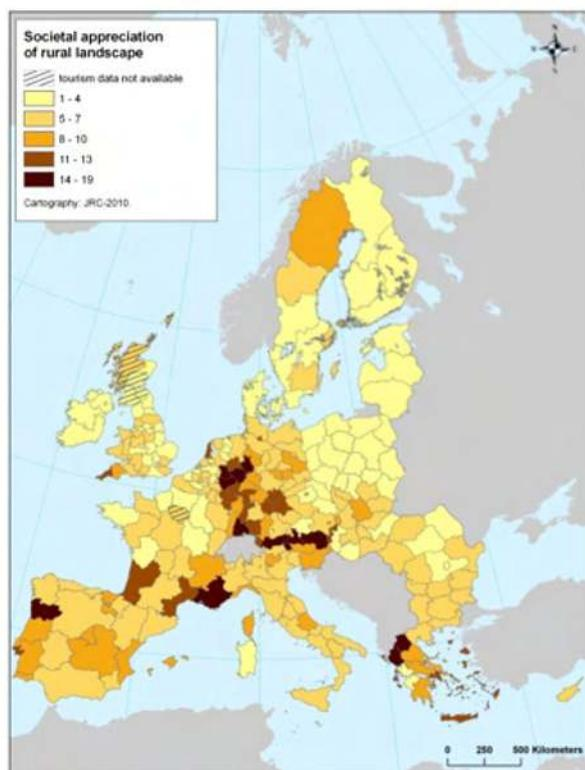 Societal appreciation
of rural landscape
tourism data not available
1 - 4
5 - 7
8 - 10
11 - 13
14 - 19
Cartography: JRC-2010.
N
0 250 500 Kilometers